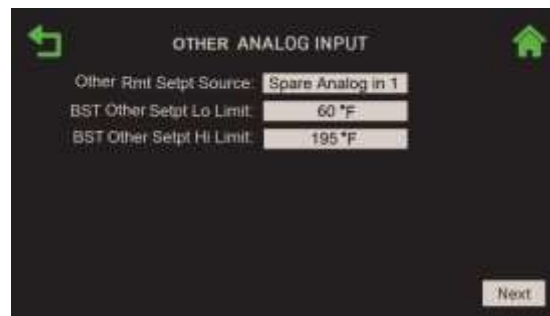 OTHER ANALOG INPUT
Other Rmt Setpt Source: Spare Analog in 1
BST Other Setpt Lo Limit: 60 °F
BST Other Setpt Hi Limit: 195 °F
Next